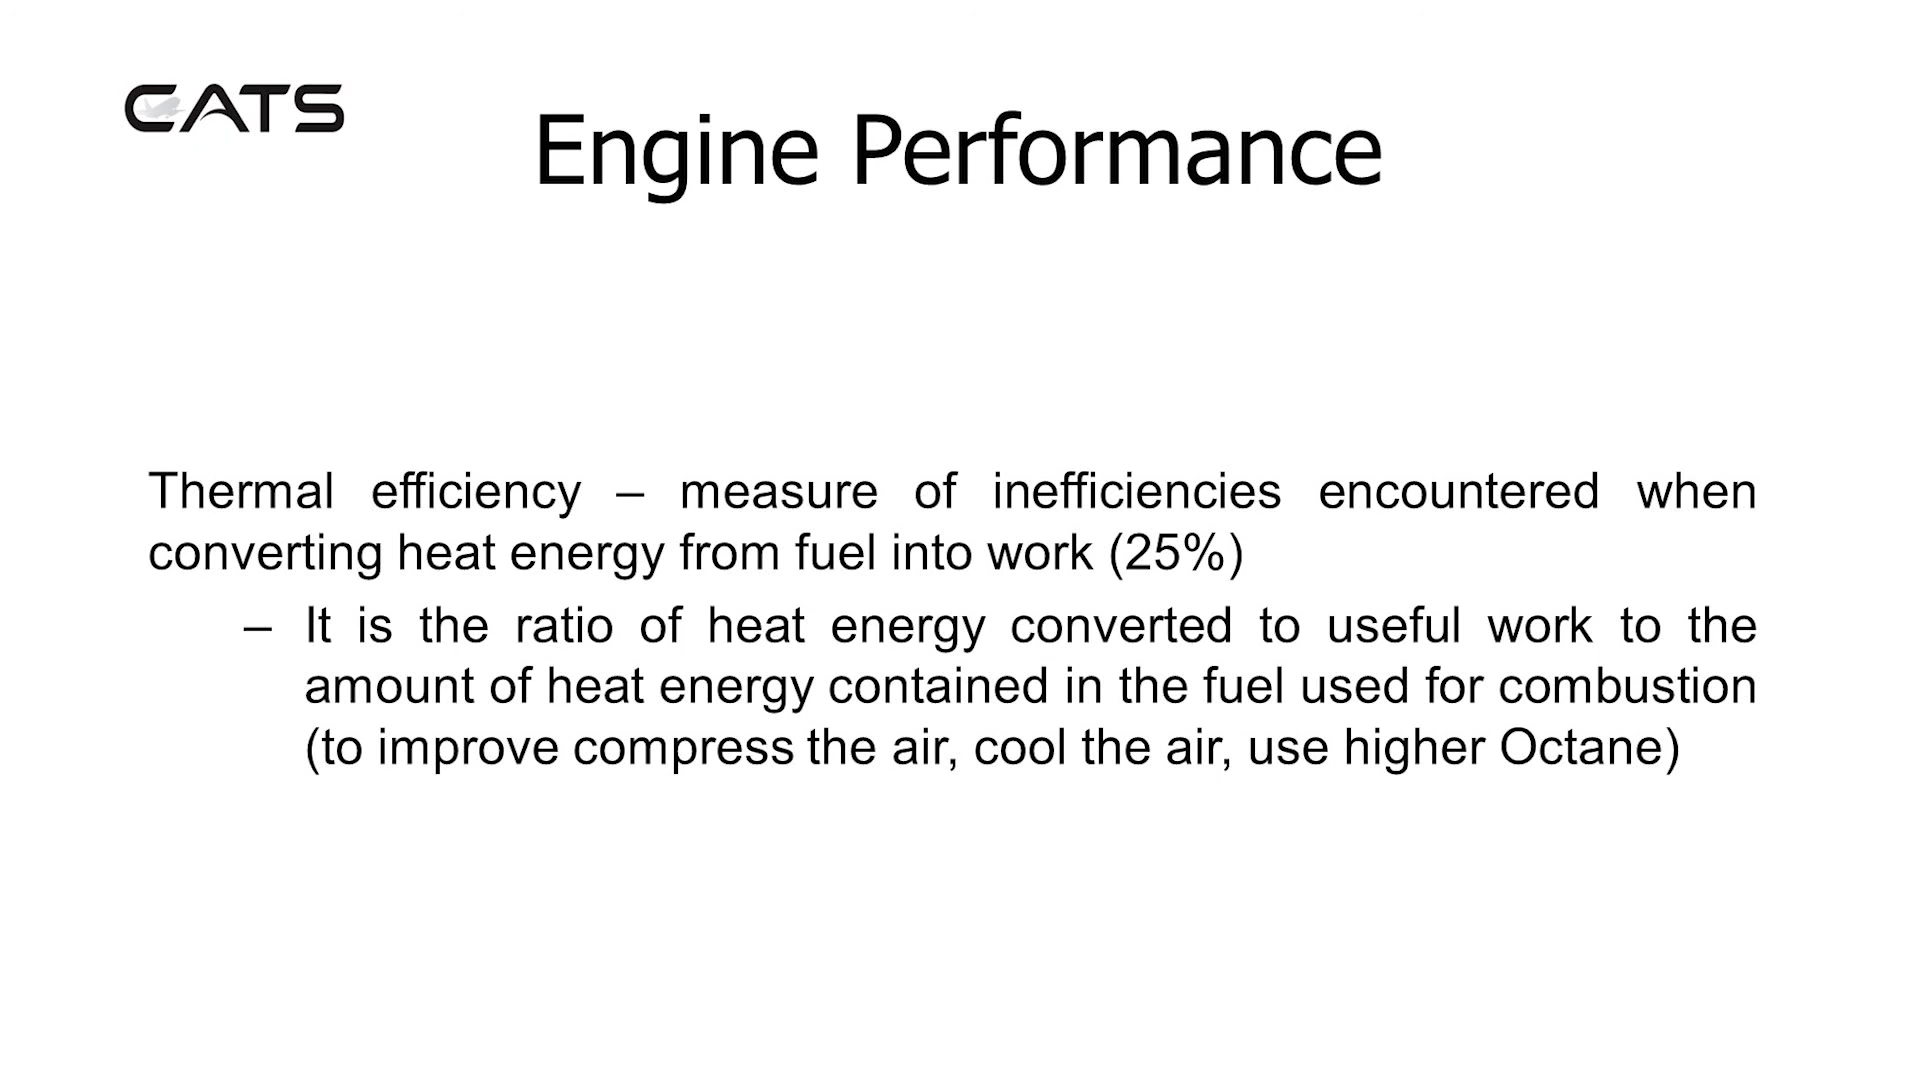 CATS
Engine Performance
Thermal efficiency – measure of inefficiencies encountered when
converting heat energy from fuel into work (25%)
– It is the ratio of heat energy converted to useful work to the
amount of heat energy contained in the fuel used for combustion
(to improve compress the air, cool the air, use higher Octane)